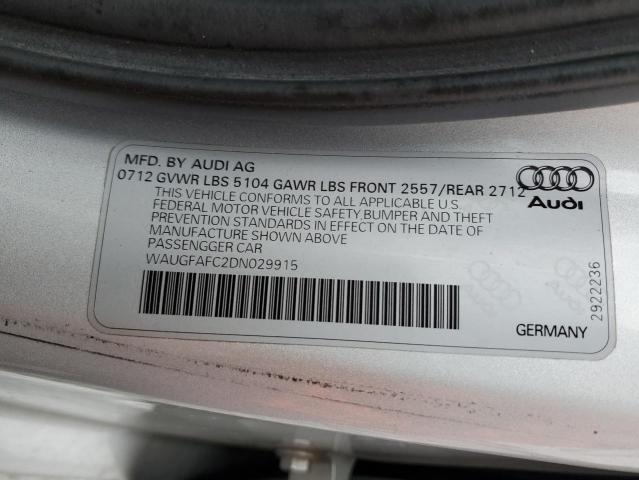 MFD. BY AUDI AG
0712 GVWR LBS 5104 GAWR LBS FRONT 2557/REAR 2712
THIS VEHICLE CONFORMS TO ALL APPLICABLE U.S.
FEDERAL MOTOR VEHICLE SAFETY,BUMPER AND THEFT
PREVENTION STANDARDS IN EFFECT ON THE DATE OF
MANUFACTURE SHOWN ABOVE
PASSENGGER CAR
WAUGFAFC2DN029915
Audi
2922236
GERMANY
Audi